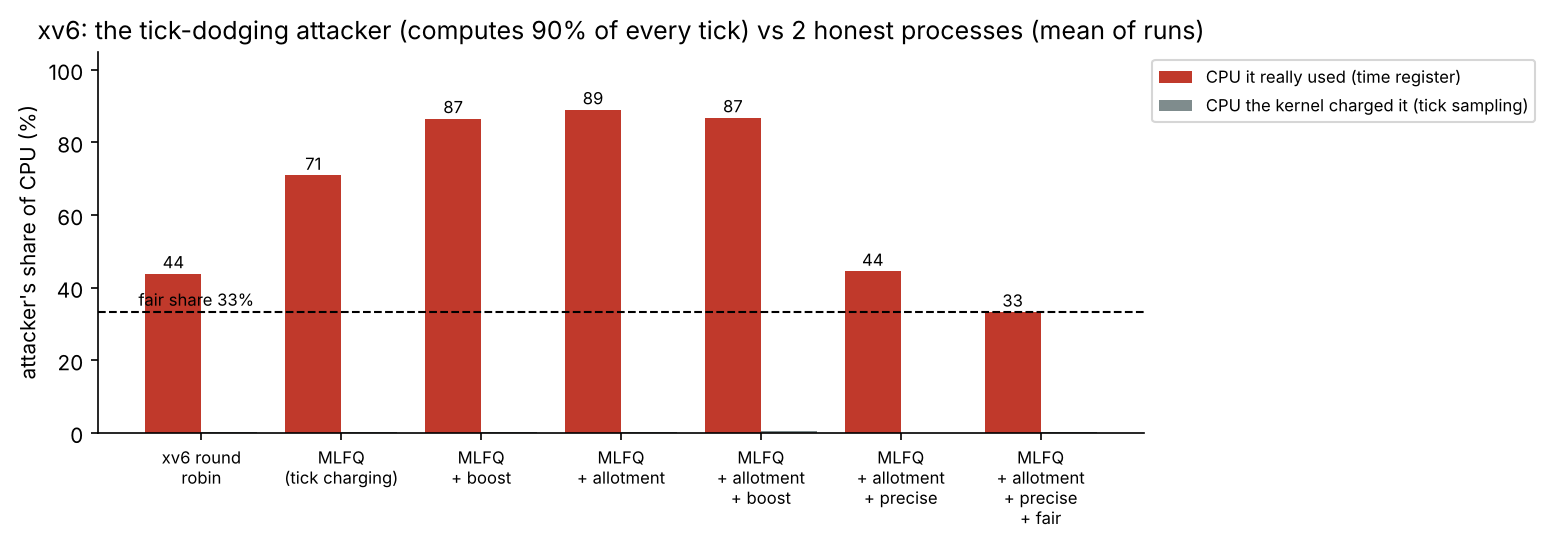 xv6: the tick-dodging attacker (computes 90% of every tick) vs 2 honest processes (mean of runs)
CPU it really used (time register)
CPU the kernel charged it (tick sampling)
attacker's share of CPU (%)
100
80
60
40
20
0
44
71
87
89
87
44
33
fair share 33%
xv6 round
robin
MLFQ
(tick charging)
MLFQ
+ boost
MLFQ
+ allotment
MLFQ
+ allotment
+ boost
MLFQ
+ allotment
+ precise
MLFQ
+ allotment
+ precise
+ fair